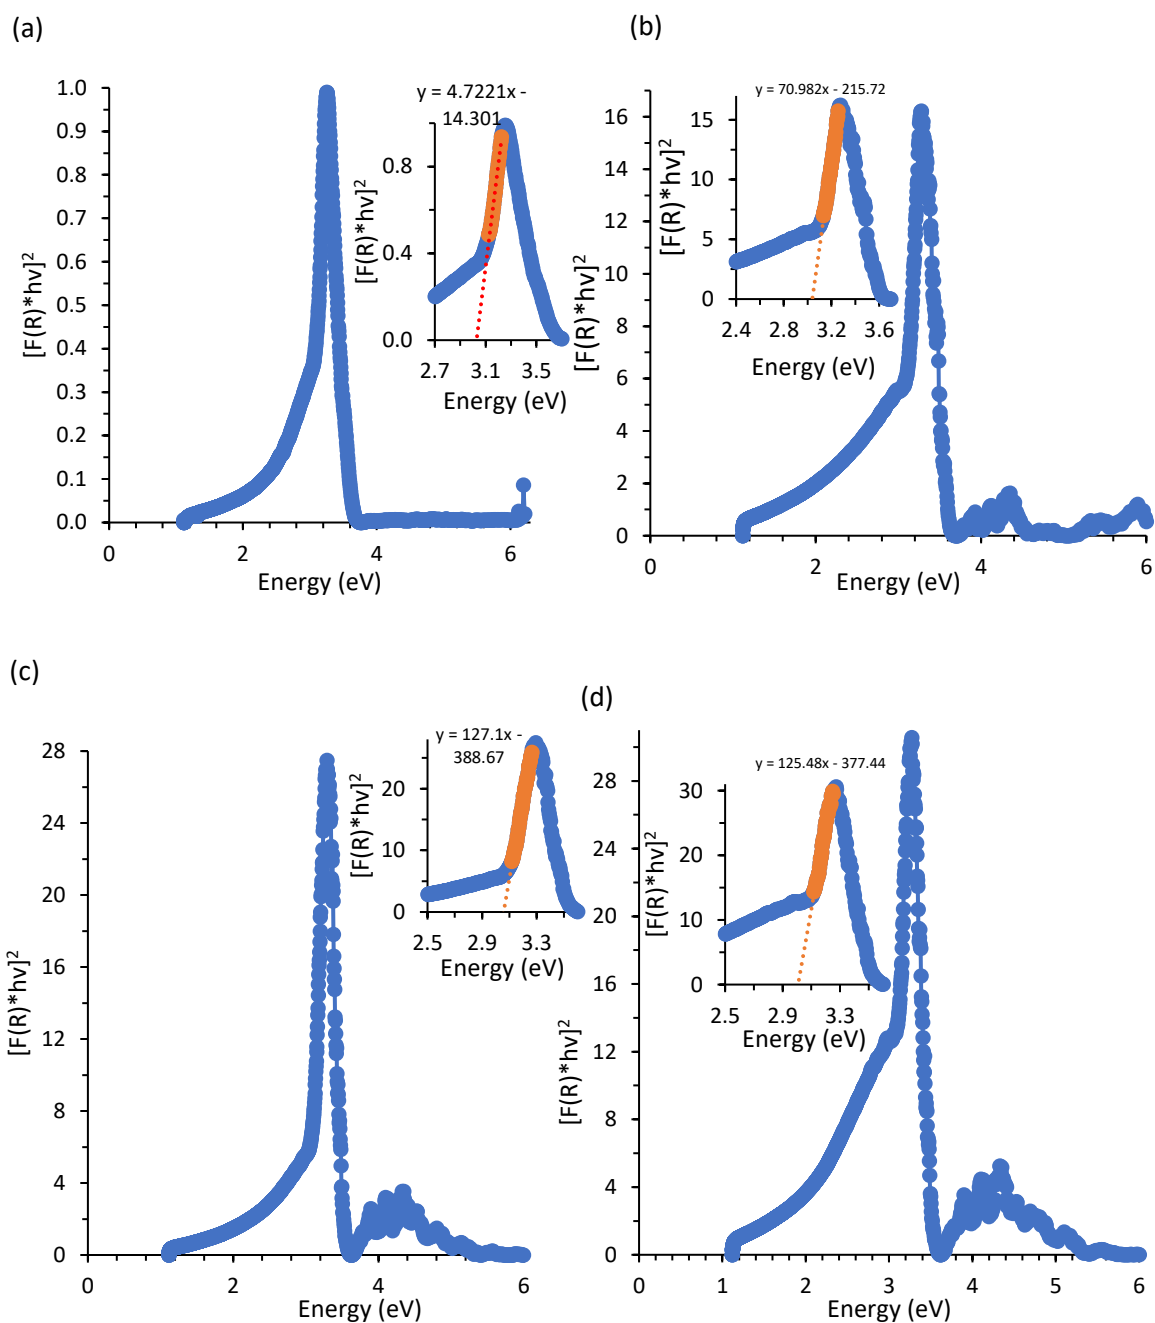 (a)
[F(R)*hv]²
1.0
0.9
0.8
0.7
0.6
0.5
0.4
0.3
0.2
0.1
0.0
0 2 4 6
Energy (eV)
y = 4.7221x -
14.301
[F(R)*hv]²
0.8
0.4
0.0
2.7 3.1 3.5
Energy (eV)
(b)
[F(R)*hv]²
16
14
12
10
8
6
4
2
0
0 2 4 6
Energy (eV)
y = 70.982x - 215.72
[F(R)*hv]²
15
10
5
0
2.4 2.8 3.2 3.6
Energy (eV)
(c)
[F(R)*hv]²
28
24
20
16
12
8
4
0
0 2 4 6
Energy (eV)
y = 127.1x -
388.67
[F(R)*hv]²
20
10
0
2.5 2.9 3.3
Energy (eV)
(d)
[F(R)*hv]²
28
24
20
16
12
8
4
0
0 1 2 3 4 5 6
Energy (eV)
y = 125.48x - 377.44
[F(R)*hv]²
30
20
10
0
2.5 2.9 3.3
Energy (eV)